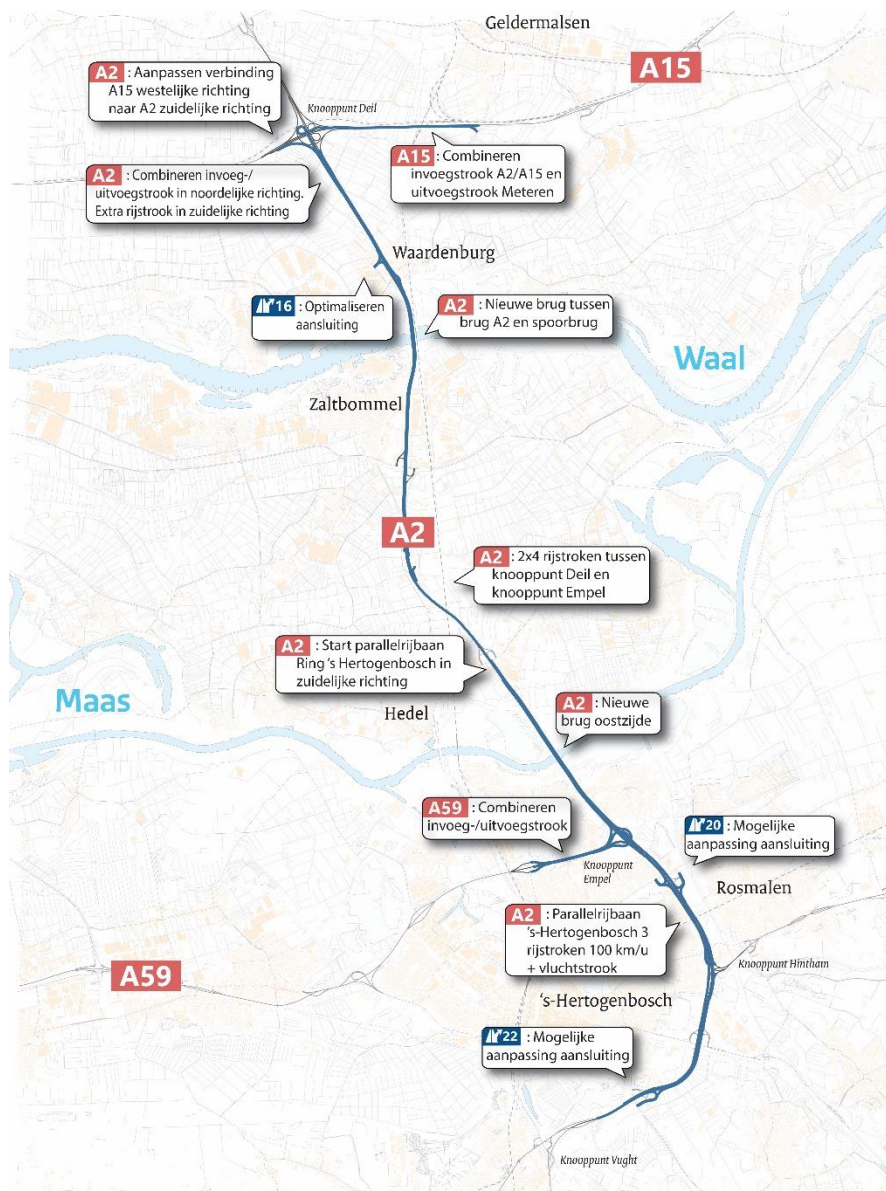 Geldermalsen
A15
A2 : Aanpassen verbinding
A15 westelijke richting
naar A2 zuidelijke richting
Knooppunt Deil
A15 : Combineren
invoegstrook A2/A15 en
uitvoegstrook Meteren
A2 : Combineren invoeg-/
uitvoegstrook in noordelijke richting.
Extra rijstrook in zuidelijke richting
Waardenburg
16 : Optimaliseren
aansluiting
A2 : Nieuwe brug tussen
brug A2 en spoorbrug
Waal
Zaltbommel
A2
A2 : 2x4 rijstroken tussen
knooppunt Deil en
knooppunt Empel
A2 : Start parallelrijbaan
Ring 's Hertogenbosch in
zuidelijke richting
Maas
Hedel
A2 : Nieuwe
brug oostzijde
A59 : Combineren
invoeg-/uitvoegstrook
20 : Mogelijke
aanpassing aansluiting
Knooppunt
Empel
Rosmalen
A2 : Parallelrijbaan
's-Hertogenbosch 3
rijstroken 100 km/u
+ vluchtstrook
Knooppunt Hintham
A59
's-Hertogenbosch
22 : Mogelijke
aanpassing aansluiting
Knooppunt Vught